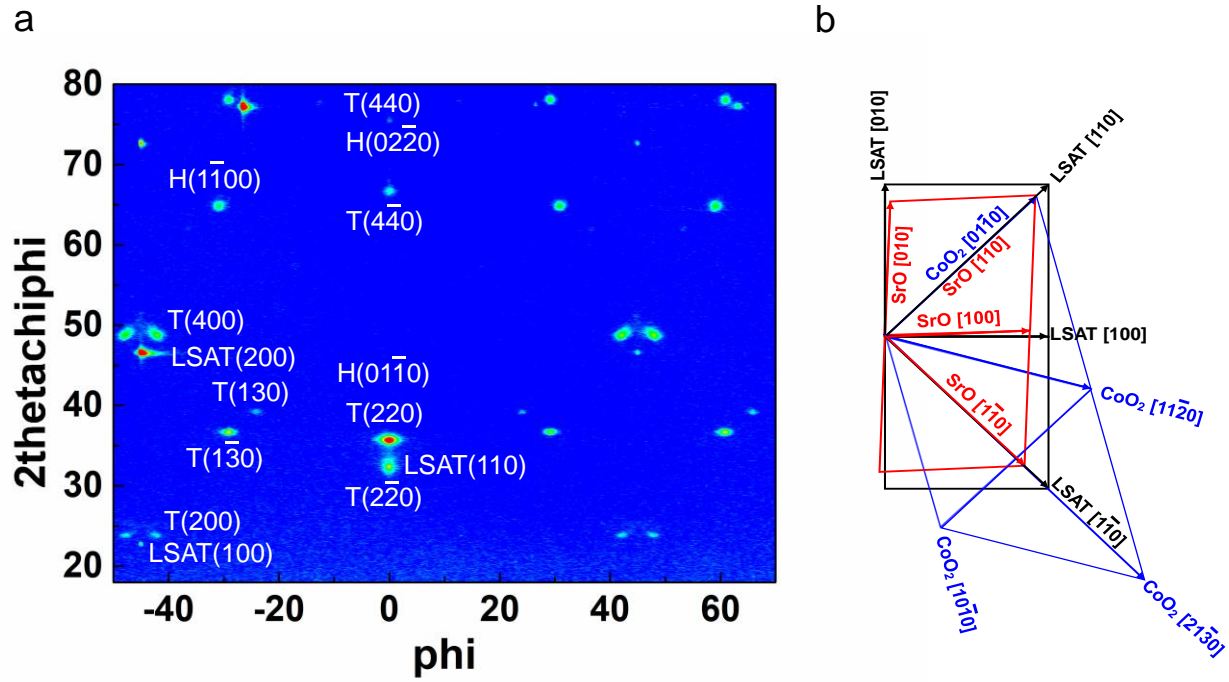 a
b
80
70
60
50
40
30
20
2thetachiphi
-40
-20
0
20
40
60
phi
T(440)
H(022̅0)
H(11̅00)
T(44̅0)
T(400)
LSAT(200)
H(011̅0)
T(130)
T(220)
T(13̅0)
LSAT(110)
T(22̅0)
T(200)
LSAT(100)
LSAT [010]
LSAT [110]
CoO₂ [011̅0]
SrO [110]
SrO [010]
SrO [100]
LSAT [100]
SrO [11̅0]
CoO₂ [112̅0]
LSAT [11̅0]
CoO₂ [101̅0]
CoO₂ [213̅0]